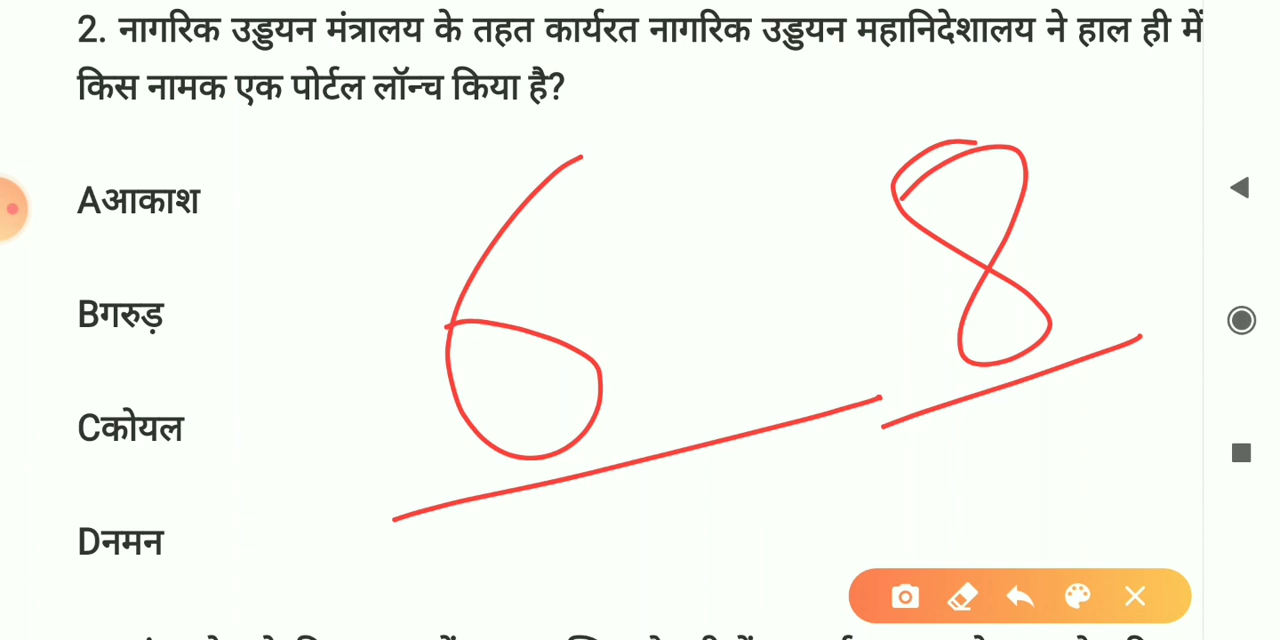 2. नागरिक उड्डयन मंत्रालय के तहत कार्यरत नागरिक उड्डयन महानिदेशालय ने हाल ही में
किस नामक एक पोर्टल लॉन्च किया है?
Aआकाश
6 8
Bगरुड़
Cकोयल
Dनमन